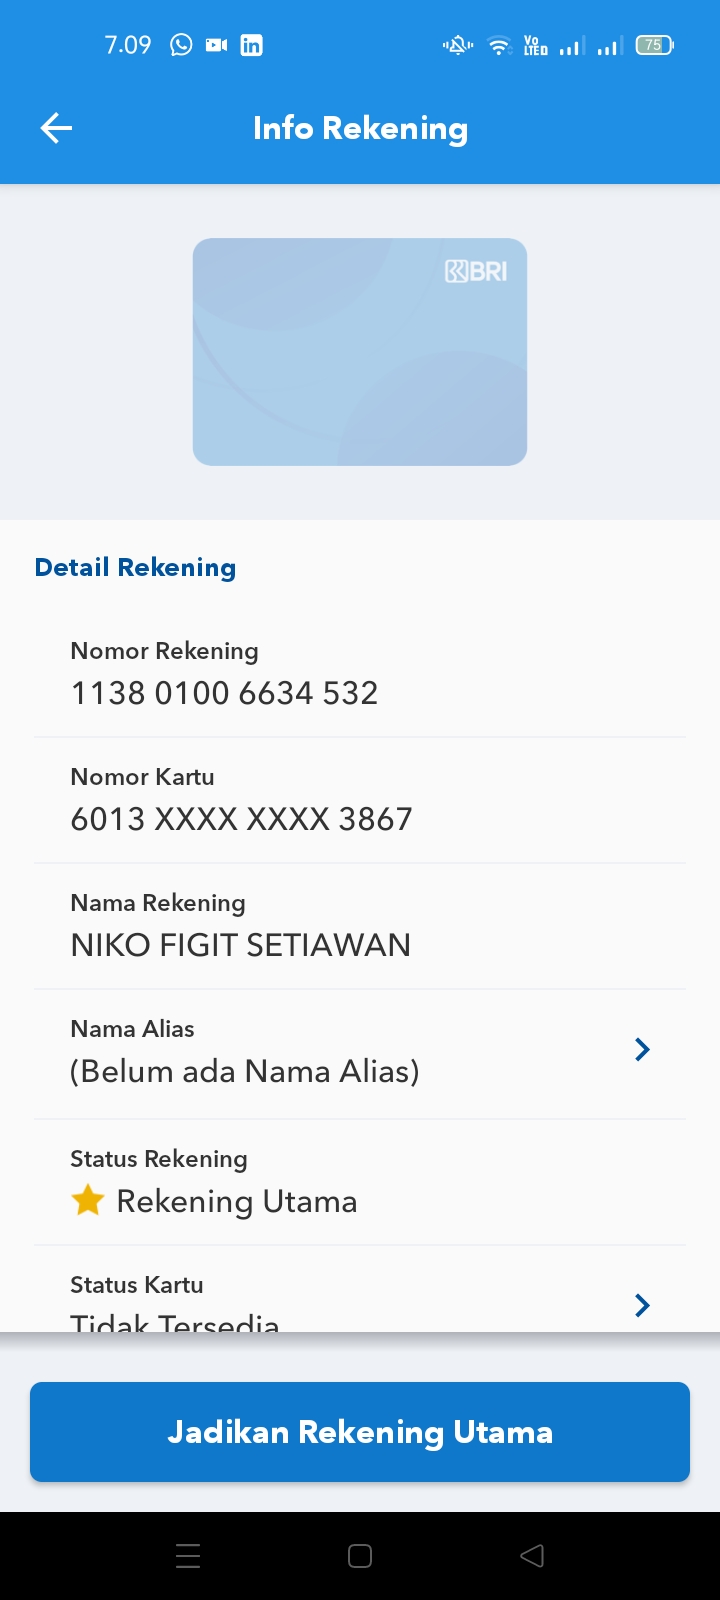 7.09
Vo
LTED
75
Info Rekening
BRI
Detail Rekening
Nomor Rekening
1138 0100 6634 532
Nomor Kartu
6013 XXXX XXXX 3867
Nama Rekening
NIKO FIGIT SETIAWAN
Nama Alias
(Belum ada Nama Alias)
Status Rekening
Rekening Utama
Status Kartu
Tidak Tersedia
Jadikan Rekening Utama